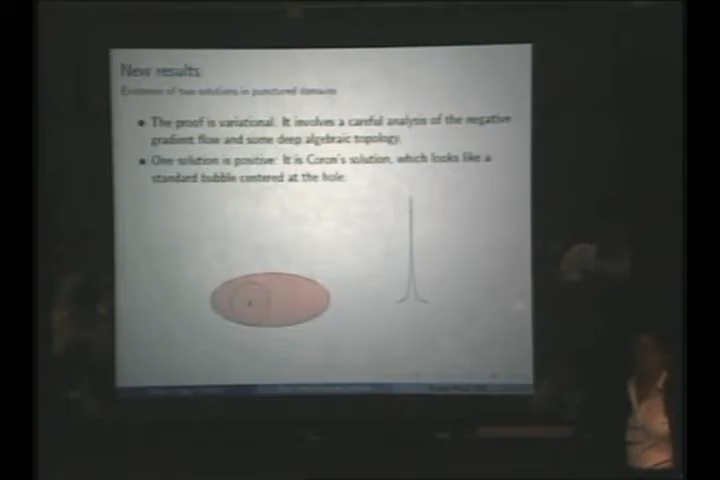 New results
Existence of two solutions in punctured domains
• The proof is variational. It involves a careful analysis of the negative
gradient flow and some deep algebraic topology.
• One solution is positive: It is Coron's solution, which looks like a
standard bubble centered at the hole.